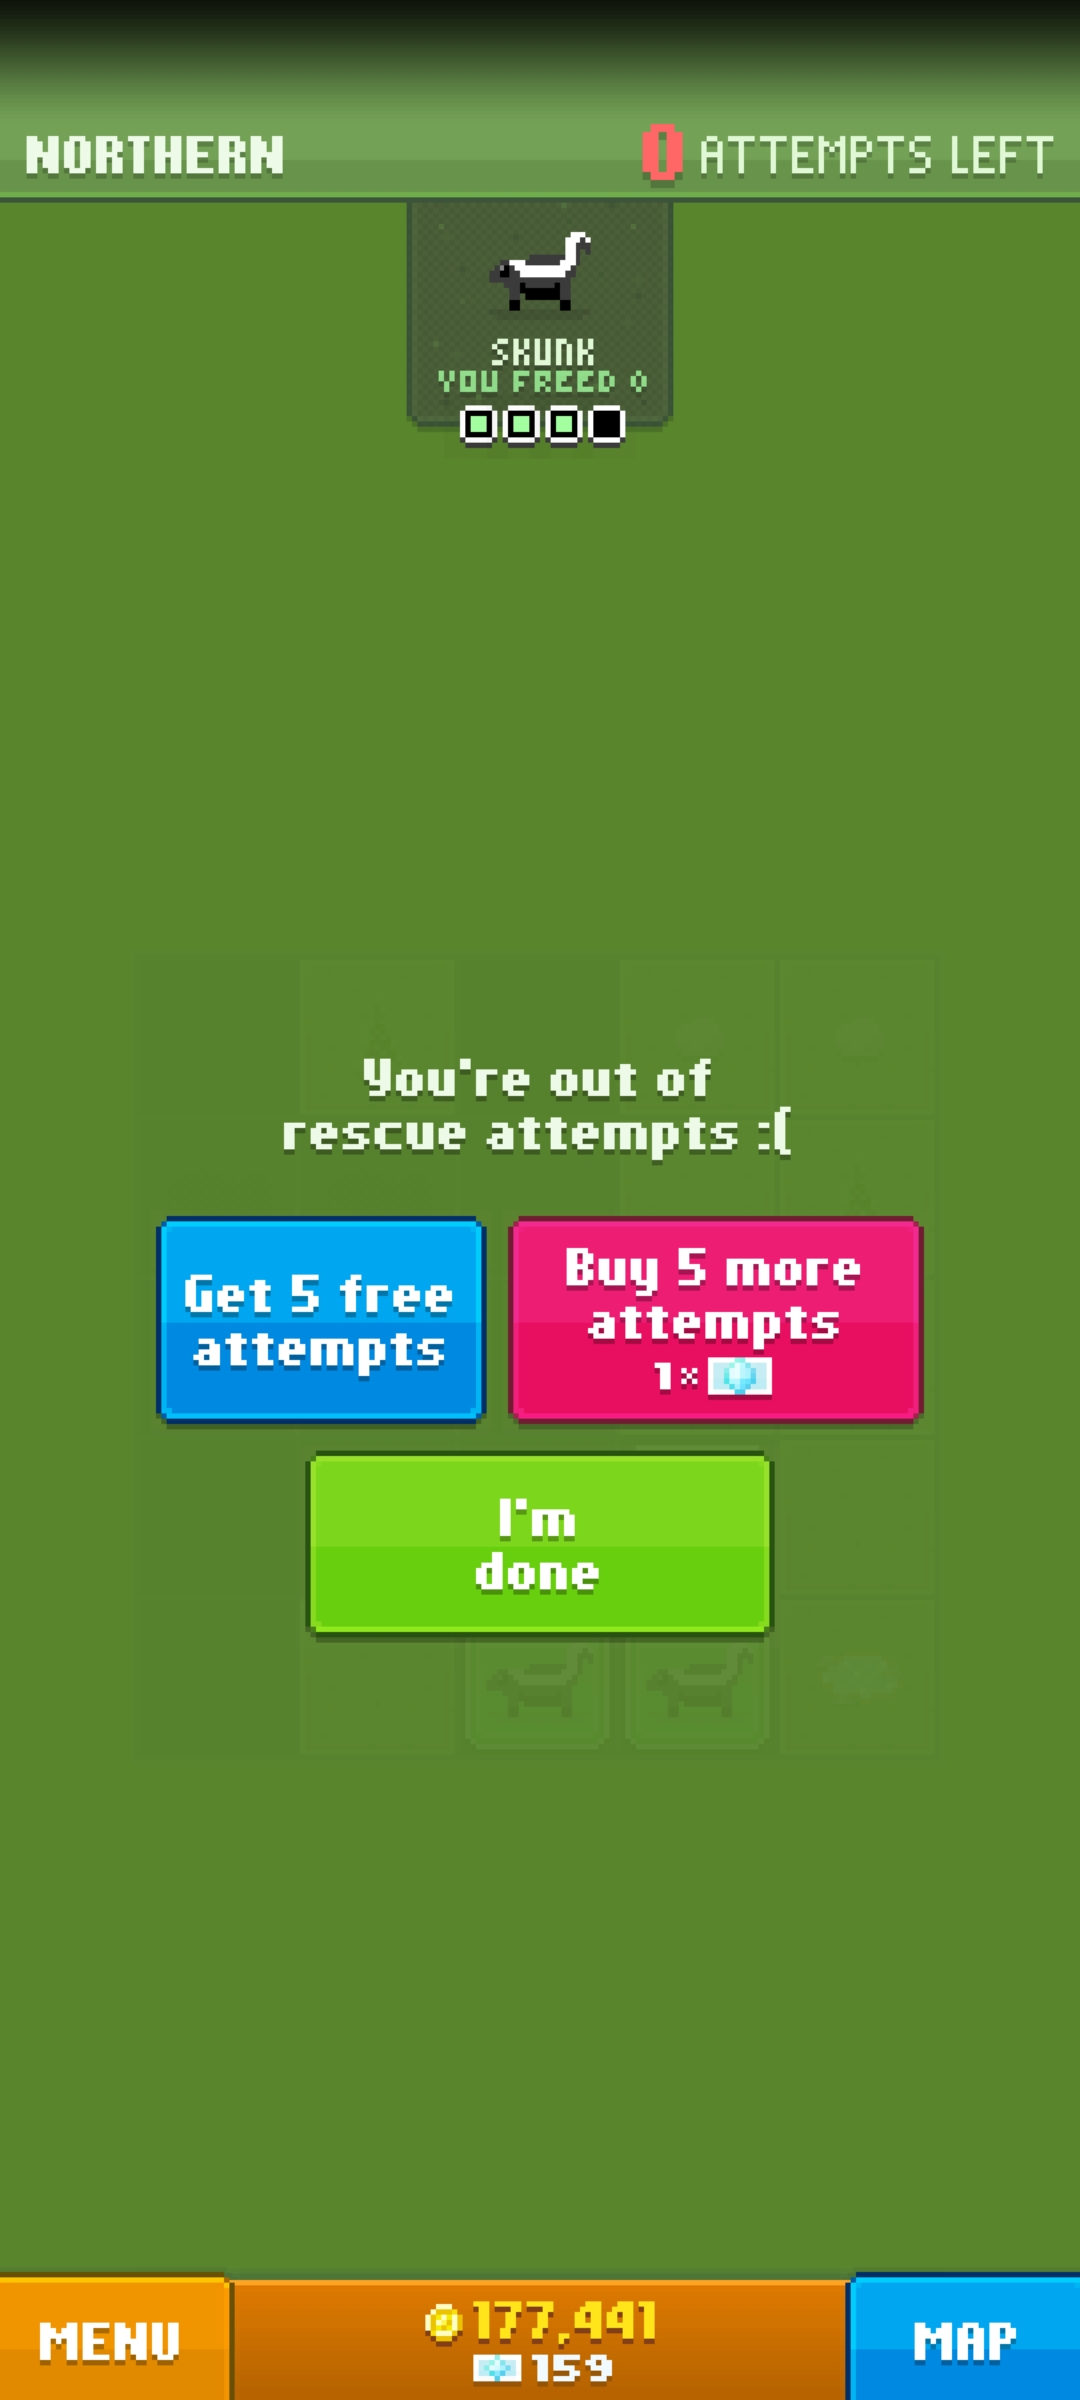 NORTHERN
0 ATTEMPTS LEFT
SKUNK
YOU FREED 0
You're out of
rescue attempts :(
Get 5 free
attempts
Buy 5 more
attempts
1×
I'm
done
MENU
177,441
159
MAP